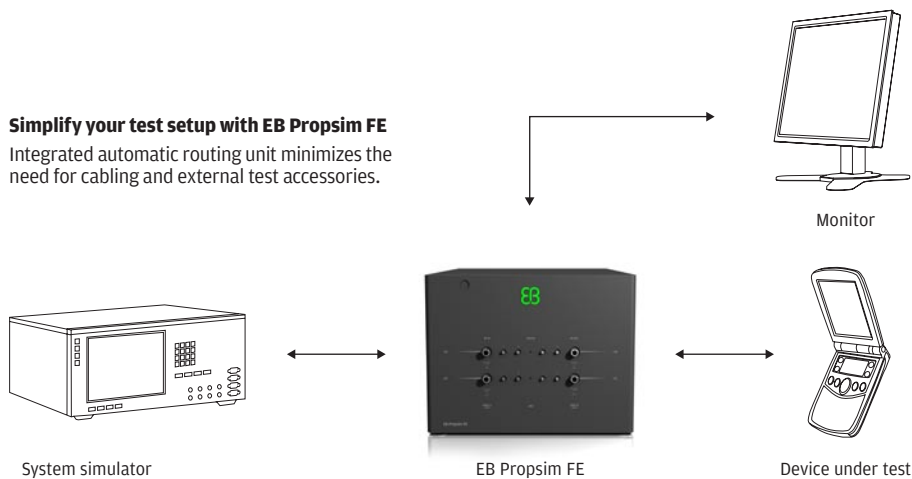 Simplify your test setup with EB Propsim FE
Integrated automatic routing unit minimizes the
need for cabling and external test accessories.
Monitor
EB
System simulator
EB Propsim FE
Device under test